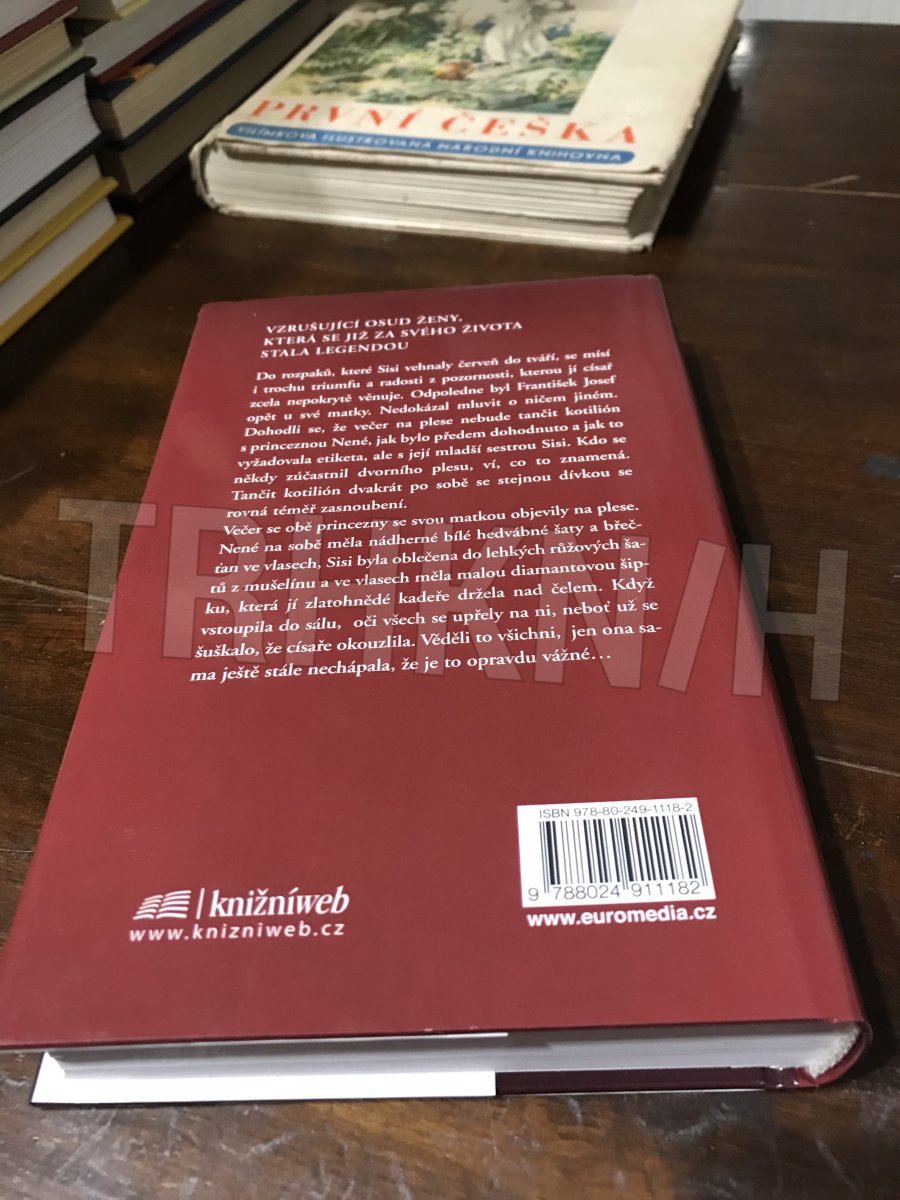 PRVNÍ ČEŠKA
VILÍMKOVA ILUSTROVANÁ NÁRODNÍ KNIHOVNA
VZRUŠUJÍCÍ OSUD ŽENY,
KTERÁ SE JIŽ ZA SVÉHO ŽIVOTA
STALA LEGENDOU
Do rozpaků, které Sisi vehnaly červeň do tváří, se mísí
i trochu triumfu a radosti z pozornosti, kterou jí císař
zcela nepokrytě věnuje. Odpoledne byl František Josef
opět u své matky. Nedokázal mluvit o ničem jiném.
Dohodli se, že večer na plese nebude tančit kotilión
s princeznou Nené, jak bylo předem dohodnuto a jak to
vyžadovala etiketa, ale s její mladší sestrou Sisi. Kdo se
někdy zúčastnil dvorního plesu, ví, co to znamená.
Tančit kotilión dvakrát po sobě se stejnou dívkou se
rovná téměř zasnoubení.
Večer se obě princezny se svou matkou objevily na plese.
Nené na sobě měla nádherné bílé hedvábné šaty a břeč-
ťan ve vlasech, Sisi byla oblečena do lehkých růžových ša-
tů z mušelínu a ve vlasech měla malou diamantovou šip-
ku, která jí zlatohnědé kadeře držela nad čelem. Když
vstoupila do sálu, oči všech se upřely na ni, neboť už se
šuškalo, že císaře okouzlila. Věděli to všichni, jen ona sa-
ma ještě stále nechápala, že je to opravdu vážné...
TRHKNIH
ISBN 978-80-249-1118-2
9 788024 911182
www.euromedia.cz
knižníweb
www.knizniweb.cz